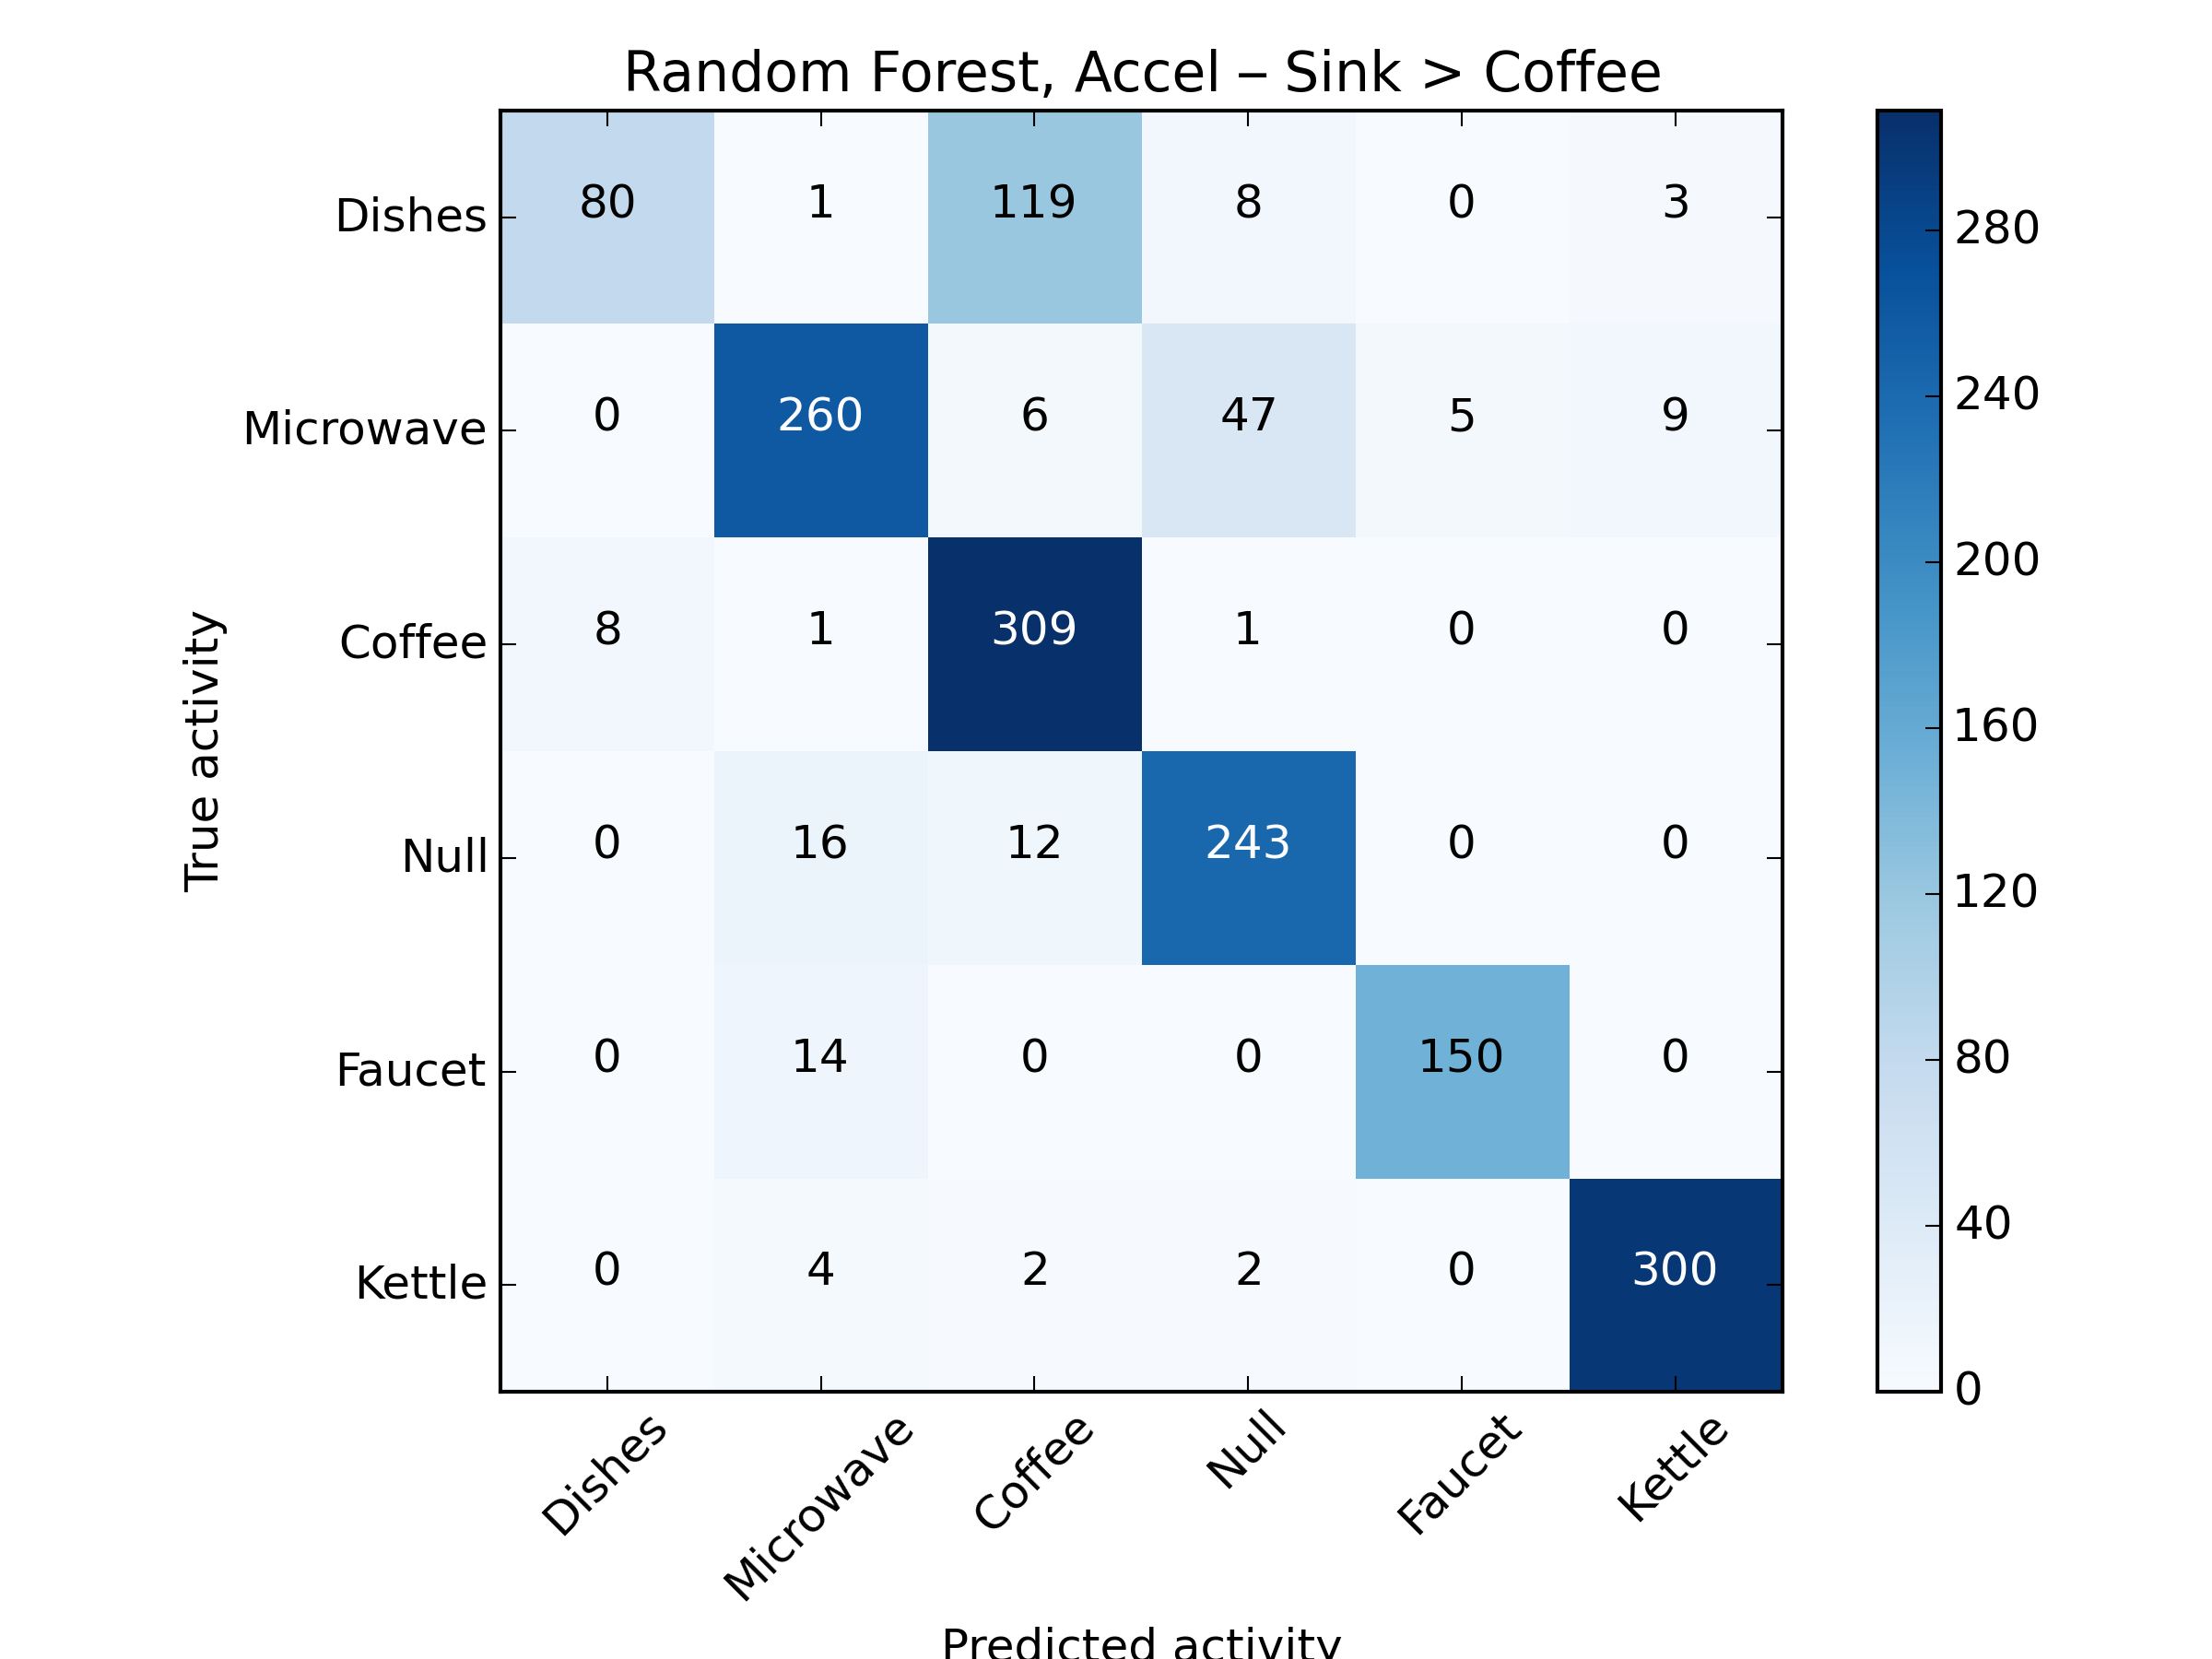 Random Forest, Accel – Sink > Coffee
Dishes 80 1 119 8 0 3
Microwave 0 260 6 47 5 9
Coffee 8 1 309 1 0 0
Null 0 16 12 243 0 0
Faucet 0 14 0 0 150 0
Kettle 0 4 2 2 0 300
True activity
Dishes Microwave Coffee Null Faucet Kettle
Predicted activity
280
240
200
160
120
80
40
0